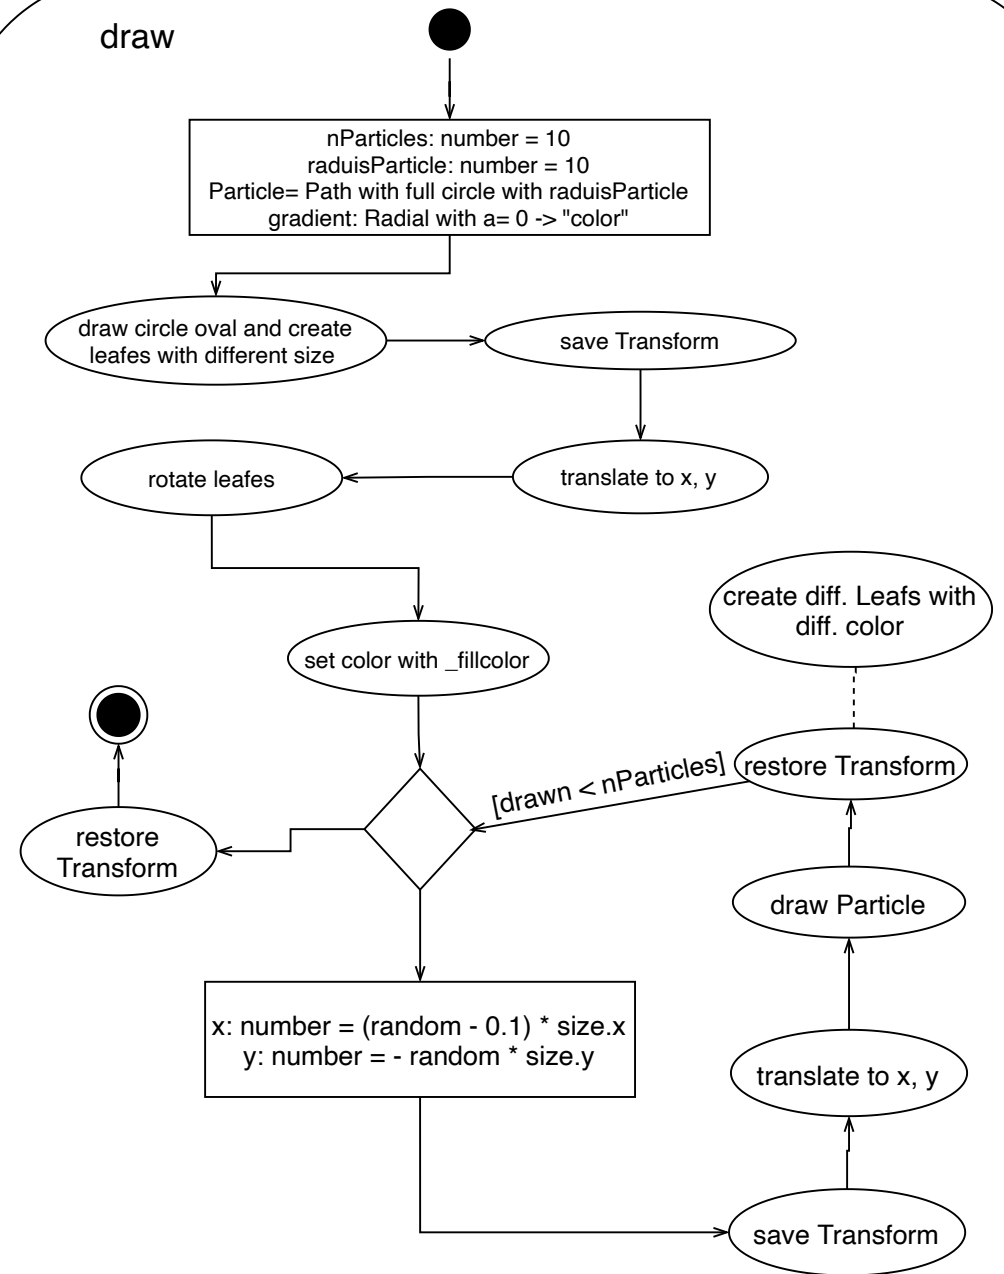 draw
nParticles: number = 10
raduisParticle: number = 10
Particle= Path with full circle with raduisParticle
gradient: Radial with a= 0 -> "color"
draw circle oval and create
leafes with different size
save Transform
translate to x, y
rotate leafes
set color with _fillcolor
create diff. Leafs with
diff. color
restore Transform
[drawn < nParticles]
restore
Transform
draw Particle
x: number = (random - 0.1) * size.x
y: number = - random * size.y
translate to x, y
save Transform